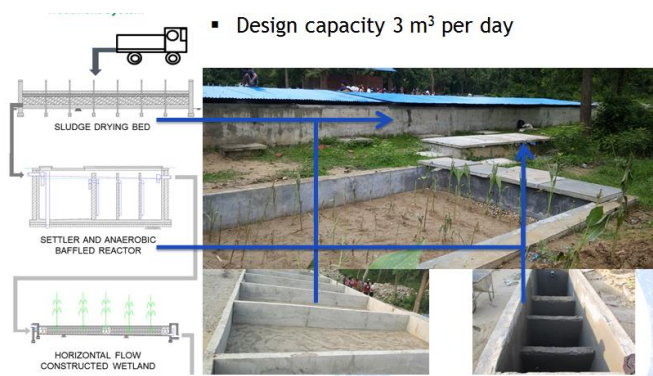 ▪ Design capacity 3 m³ per day
SLUDGE DRYING BED
SETTLER AND ANAEROBIC
BAFFLED REACTOR
HORIZONTAL FLOW
CONSTRUCTED WETLAND